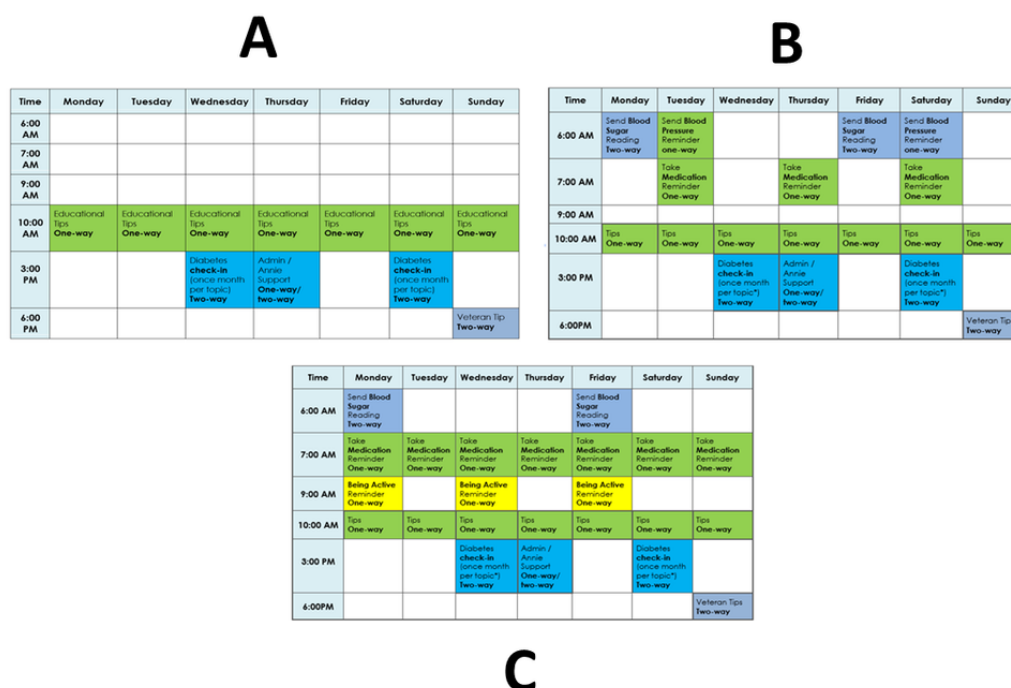 A
B
Time Monday Tuesday Wednesday Thursday Friday Saturday Sunday
6:00
AM
7:00
AM
9:00
AM
10:00
AM
Educational Educational Educational Educational Educational Educational Educational
Tips Tips Tips Tips Tips Tips Tips
One-way One-way One-way One-way One-way One-way One-way
3:00
PM
Diabetes Admin / Diabetes
check-in Annie check-in
(once month Support (once month
per topic) One-way/ per topic)
Two-way two-way Two-way
6:00
PM
Veteran Tip
Two-way
Time Monday Tuesday Wednesday Thursday Friday Saturday Sunday
6:00 AM
Send Blood Send Blood Send Blood Send Blood
Sugar Pressure Sugar Pressure
Reading Reminder Reading Reminder
Two-way one-way Two-way one-way
7:00 AM
Take Take Take
Medication Medication Medication
Reminder Reminder Reminder
One-way One-way One-way
9:00 AM
10:00 AM
Tips Tips Tips Tips Tips Tips Tips
One-way One-way One-way One-way One-way One-way One-way
3:00 PM
Diabetes Admin / Diabetes
check-in Annie check-in
(once month Support (once month
per topic*) One-way/ per topic*)
Two-way two-way Two-way
6:00PM
Veteran Tip
Two-way
Time Monday Tuesday Wednesday Thursday Friday Saturday Sunday
6:00 AM
Send Blood Send Blood
Sugar Sugar
Reading Reading
Two-way Two-way
7:00 AM
Take Take Take Take Take Take Take
Medication Medication Medication Medication Medication Medication Medication
Reminder Reminder Reminder Reminder Reminder Reminder Reminder
One-way One-way One-way One-way One-way One-way One-way
9:00 AM
Being Active Being Active Being Active
Reminder Reminder Reminder
One-way One-way One-way
10:00 AM
Tips Tips Tips Tips Tips Tips Tips
One-way One-way One-way One-way One-way One-way One-way
3:00 PM
Diabetes Admin / Diabetes
check-in Annie check-in
(once month Support (once month
per topic*) One-way/ per topic*)
Two-way two-way Two-way
6:00PM
Veteran Tips
Two-way
C